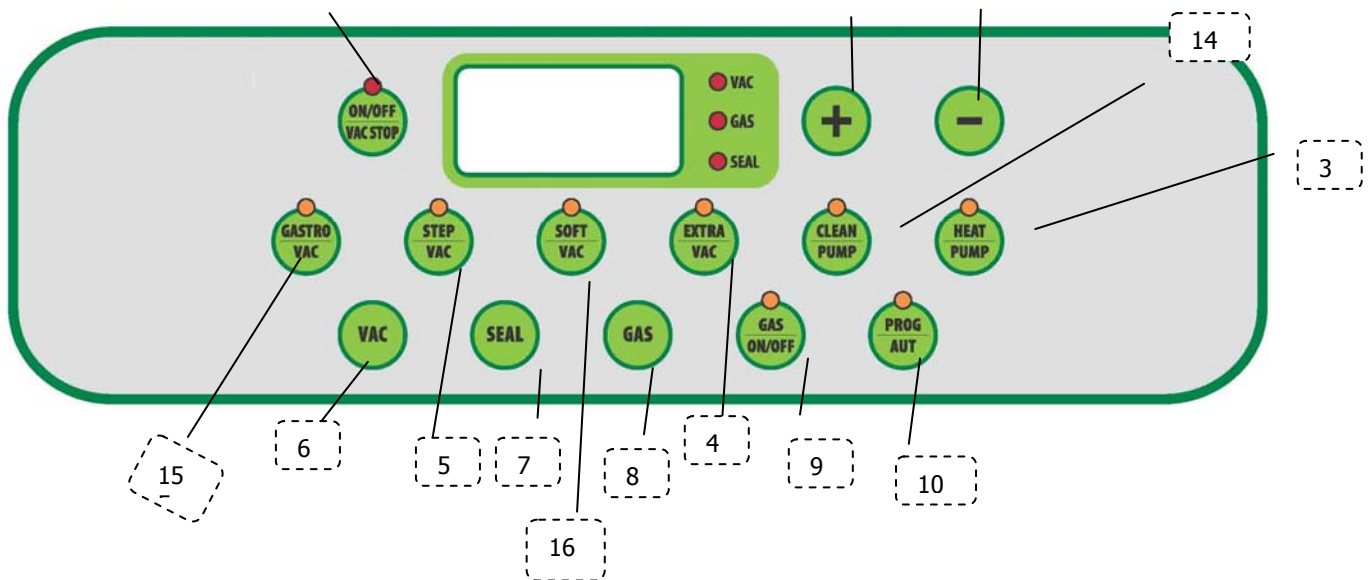 14
VAC
ON/OFF
VAC STOP
+
−
GAS
SEAL
3
GASTRO
VAC
STEP
VAC
SOFT
VAC
EXTRA
VAC
CLEAN
PUMP
HEAT
PUMP
VAC
SEAL
GAS
GAS
ON/OFF
PROG
AUT
6
5
7
8
4
9
10
15
16